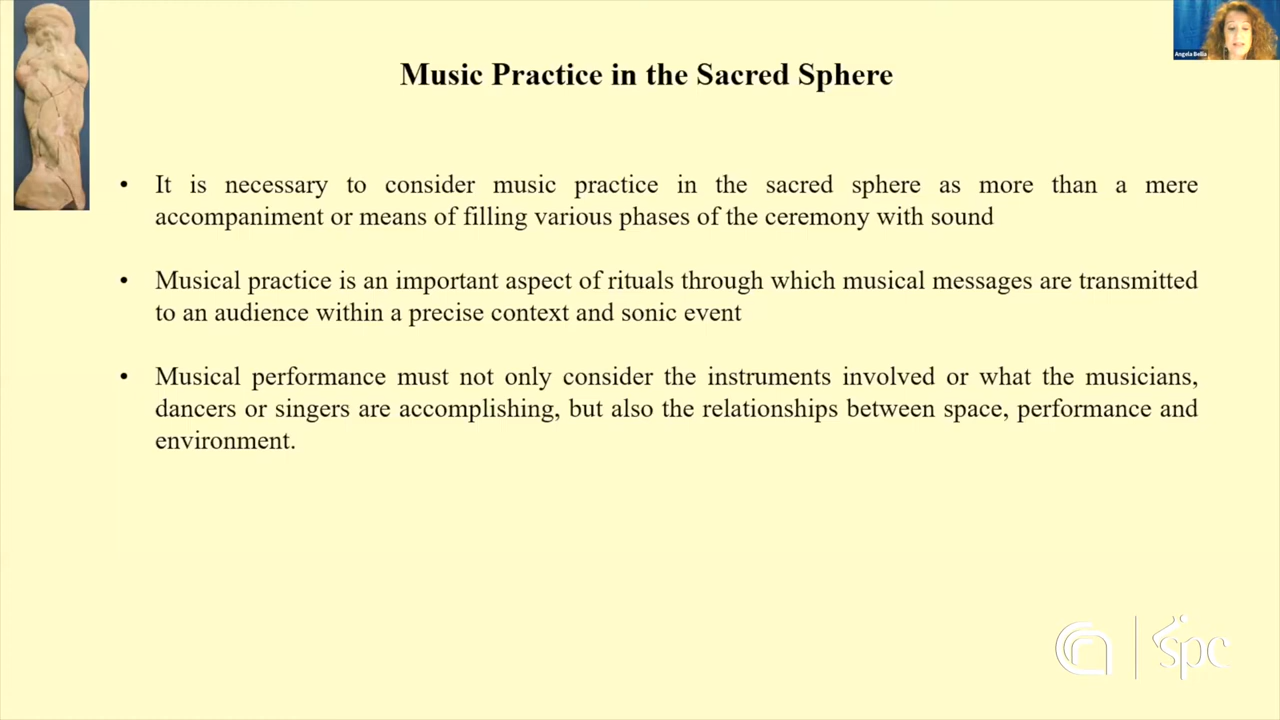 Angela Bella
Music Practice in the Sacred Sphere
• It is necessary to consider music practice in the sacred sphere as more than a mere
accompaniment or means of filling various phases of the ceremony with sound
• Musical practice is an important aspect of rituals through which musical messages are transmitted
to an audience within a precise context and sonic event
• Musical performance must not only consider the instruments involved or what the musicians,
dancers or singers are accomplishing, but also the relationships between space, performance and
environment.
spc